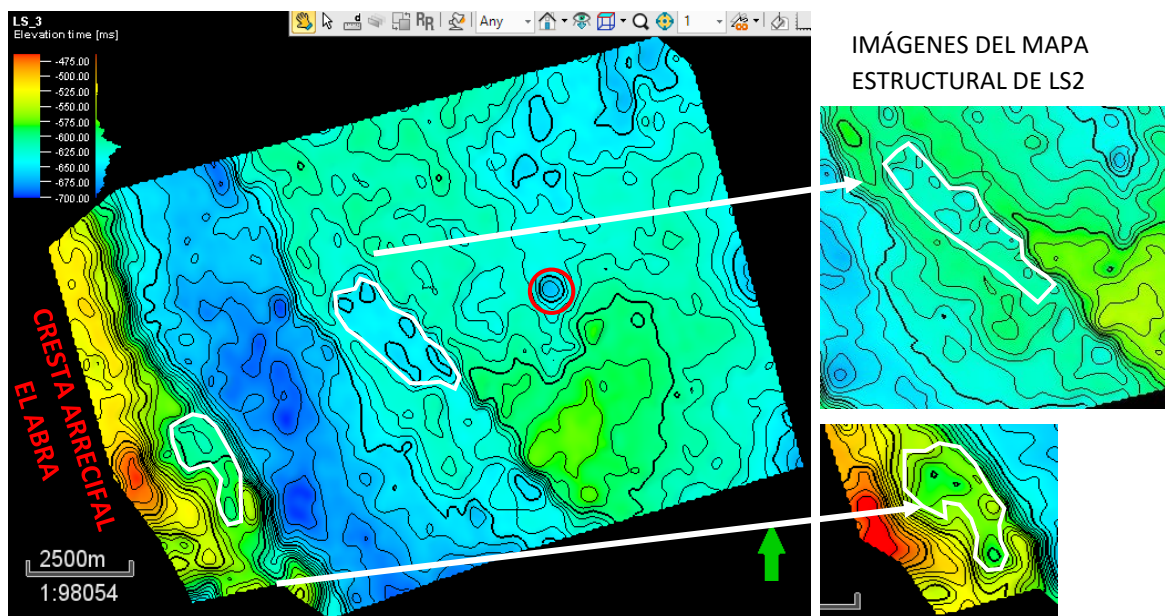 LS_3
Elevation time [ms]
-475.00
-500.00
-525.00
-550.00
-575.00
-600.00
-625.00
-650.00
-675.00
-700.00
d
RR
Any
1
IMÁGENES DEL MAPA
ESTRUCTURAL DE LS2
CRESTA ARRECIFAL
EL ABRA
2500m
1:98054